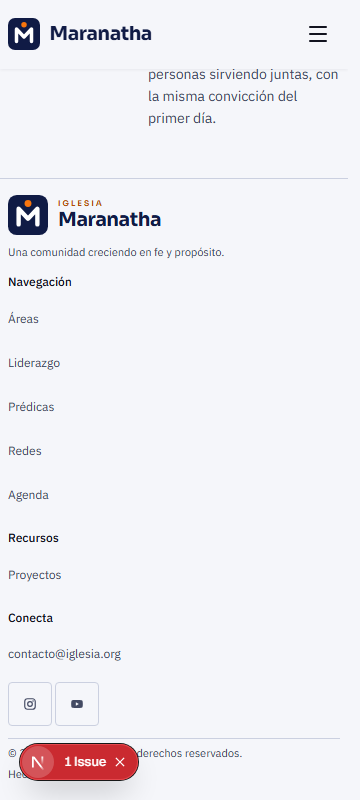 Maranatha
personas sirviendo juntas, con
la misma convicción del
primer día.
IGLESIA
Maranatha
Una comunidad creciendo en fe y propósito.
Navegación
Áreas
Liderazgo
Prédicas
Redes
Agenda
Recursos
Proyectos
Conecta
contacto@iglesia.org
© derechos reservados.
1 Issue